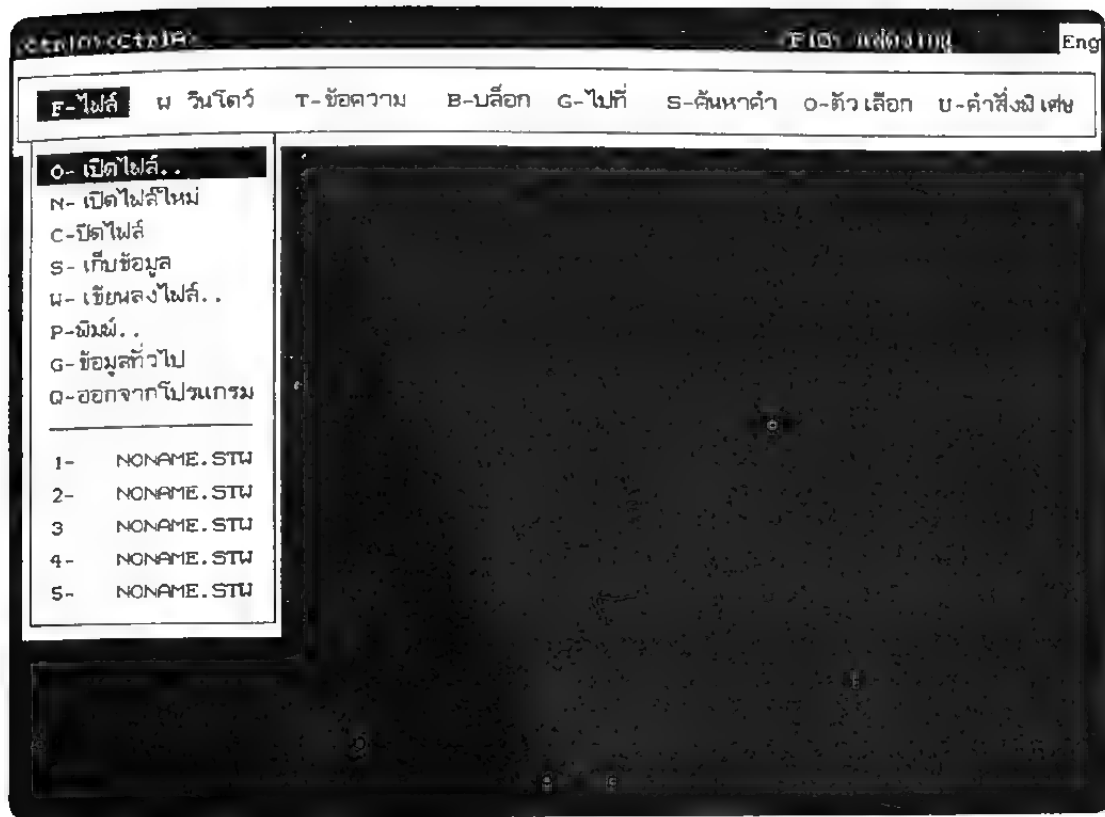 Eng
F-ไฟล์ W วินโดว์ T-ข้อความ B-บล็อก G-ไปที่ S-ค้นหาคำ O-ตัวเลือก U-คำสั่งพิเศษ
O- เปิดไฟล์..
N- เปิดไฟล์ใหม่
C-ปิดไฟล์
S- เก็บข้อมูล
W- เขียนลงไฟล์..
P-พิมพ์..
G-ข้อมูลทั่วไป
Q-ออกจากโปรแกรม
1- NONAME.STW
2- NONAME.STW
3 NONAME.STW
4- NONAME.STW
5- NONAME.STW